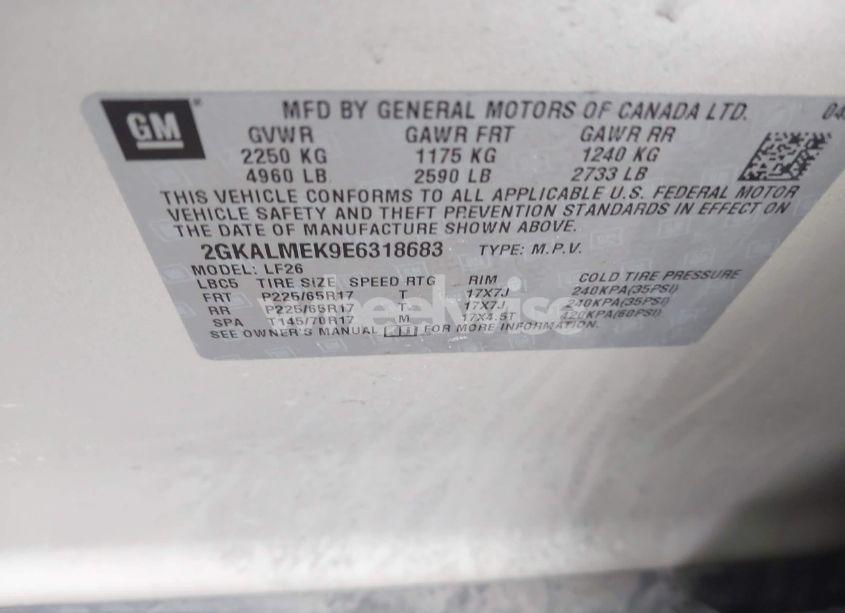 GM ® MFD BY GENERAL MOTORS OF CANADA LTD. 04
GVWR GAWR FRT GAWR RR
2250 KG 1175 KG 1240 KG
4960 LB 2590 LB 2733 LB
THIS VEHICLE CONFORMS TO ALL APPLICABLE U.S. FEDERAL MOTOR
VEHICLE SAFETY AND THEFT PREVENTION STANDARDS IN EFFECT ON
THE DATE OF MANUFACTURE SHOWN ABOVE.
2GKALMEK9E6318683 TYPE: M.P.V.
MODEL: LF26
LBC5 TIRE SIZE SPEED RTG RIM COLD TIRE PRESSURE
FRT P225/65R17 T 17X7J 240KPA(35PSI)
RR P225/65R17 T 17X7J 240KPA(35PSI)
SPA T145/70R17 M 17X4.5T 420KPA(60PSI)
SEE OWNER'S MANUAL FOR MORE INFORMATION.
wheelwise